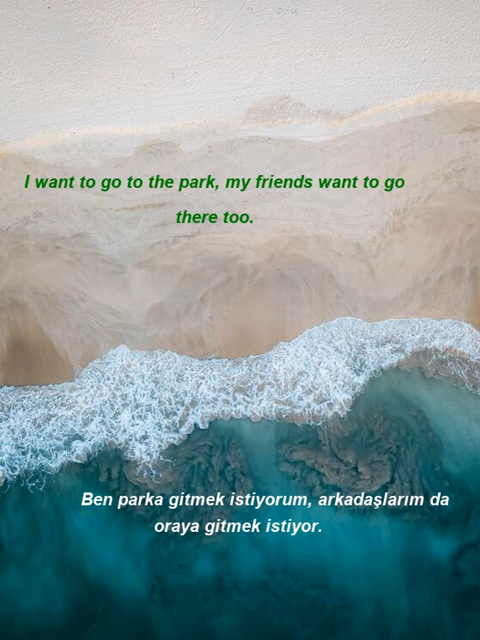 I want to go to the park, my friends want to go
there too.
Ben parka gitmek istiyorum, arkadaşlarım da
oraya gitmek istiyor.